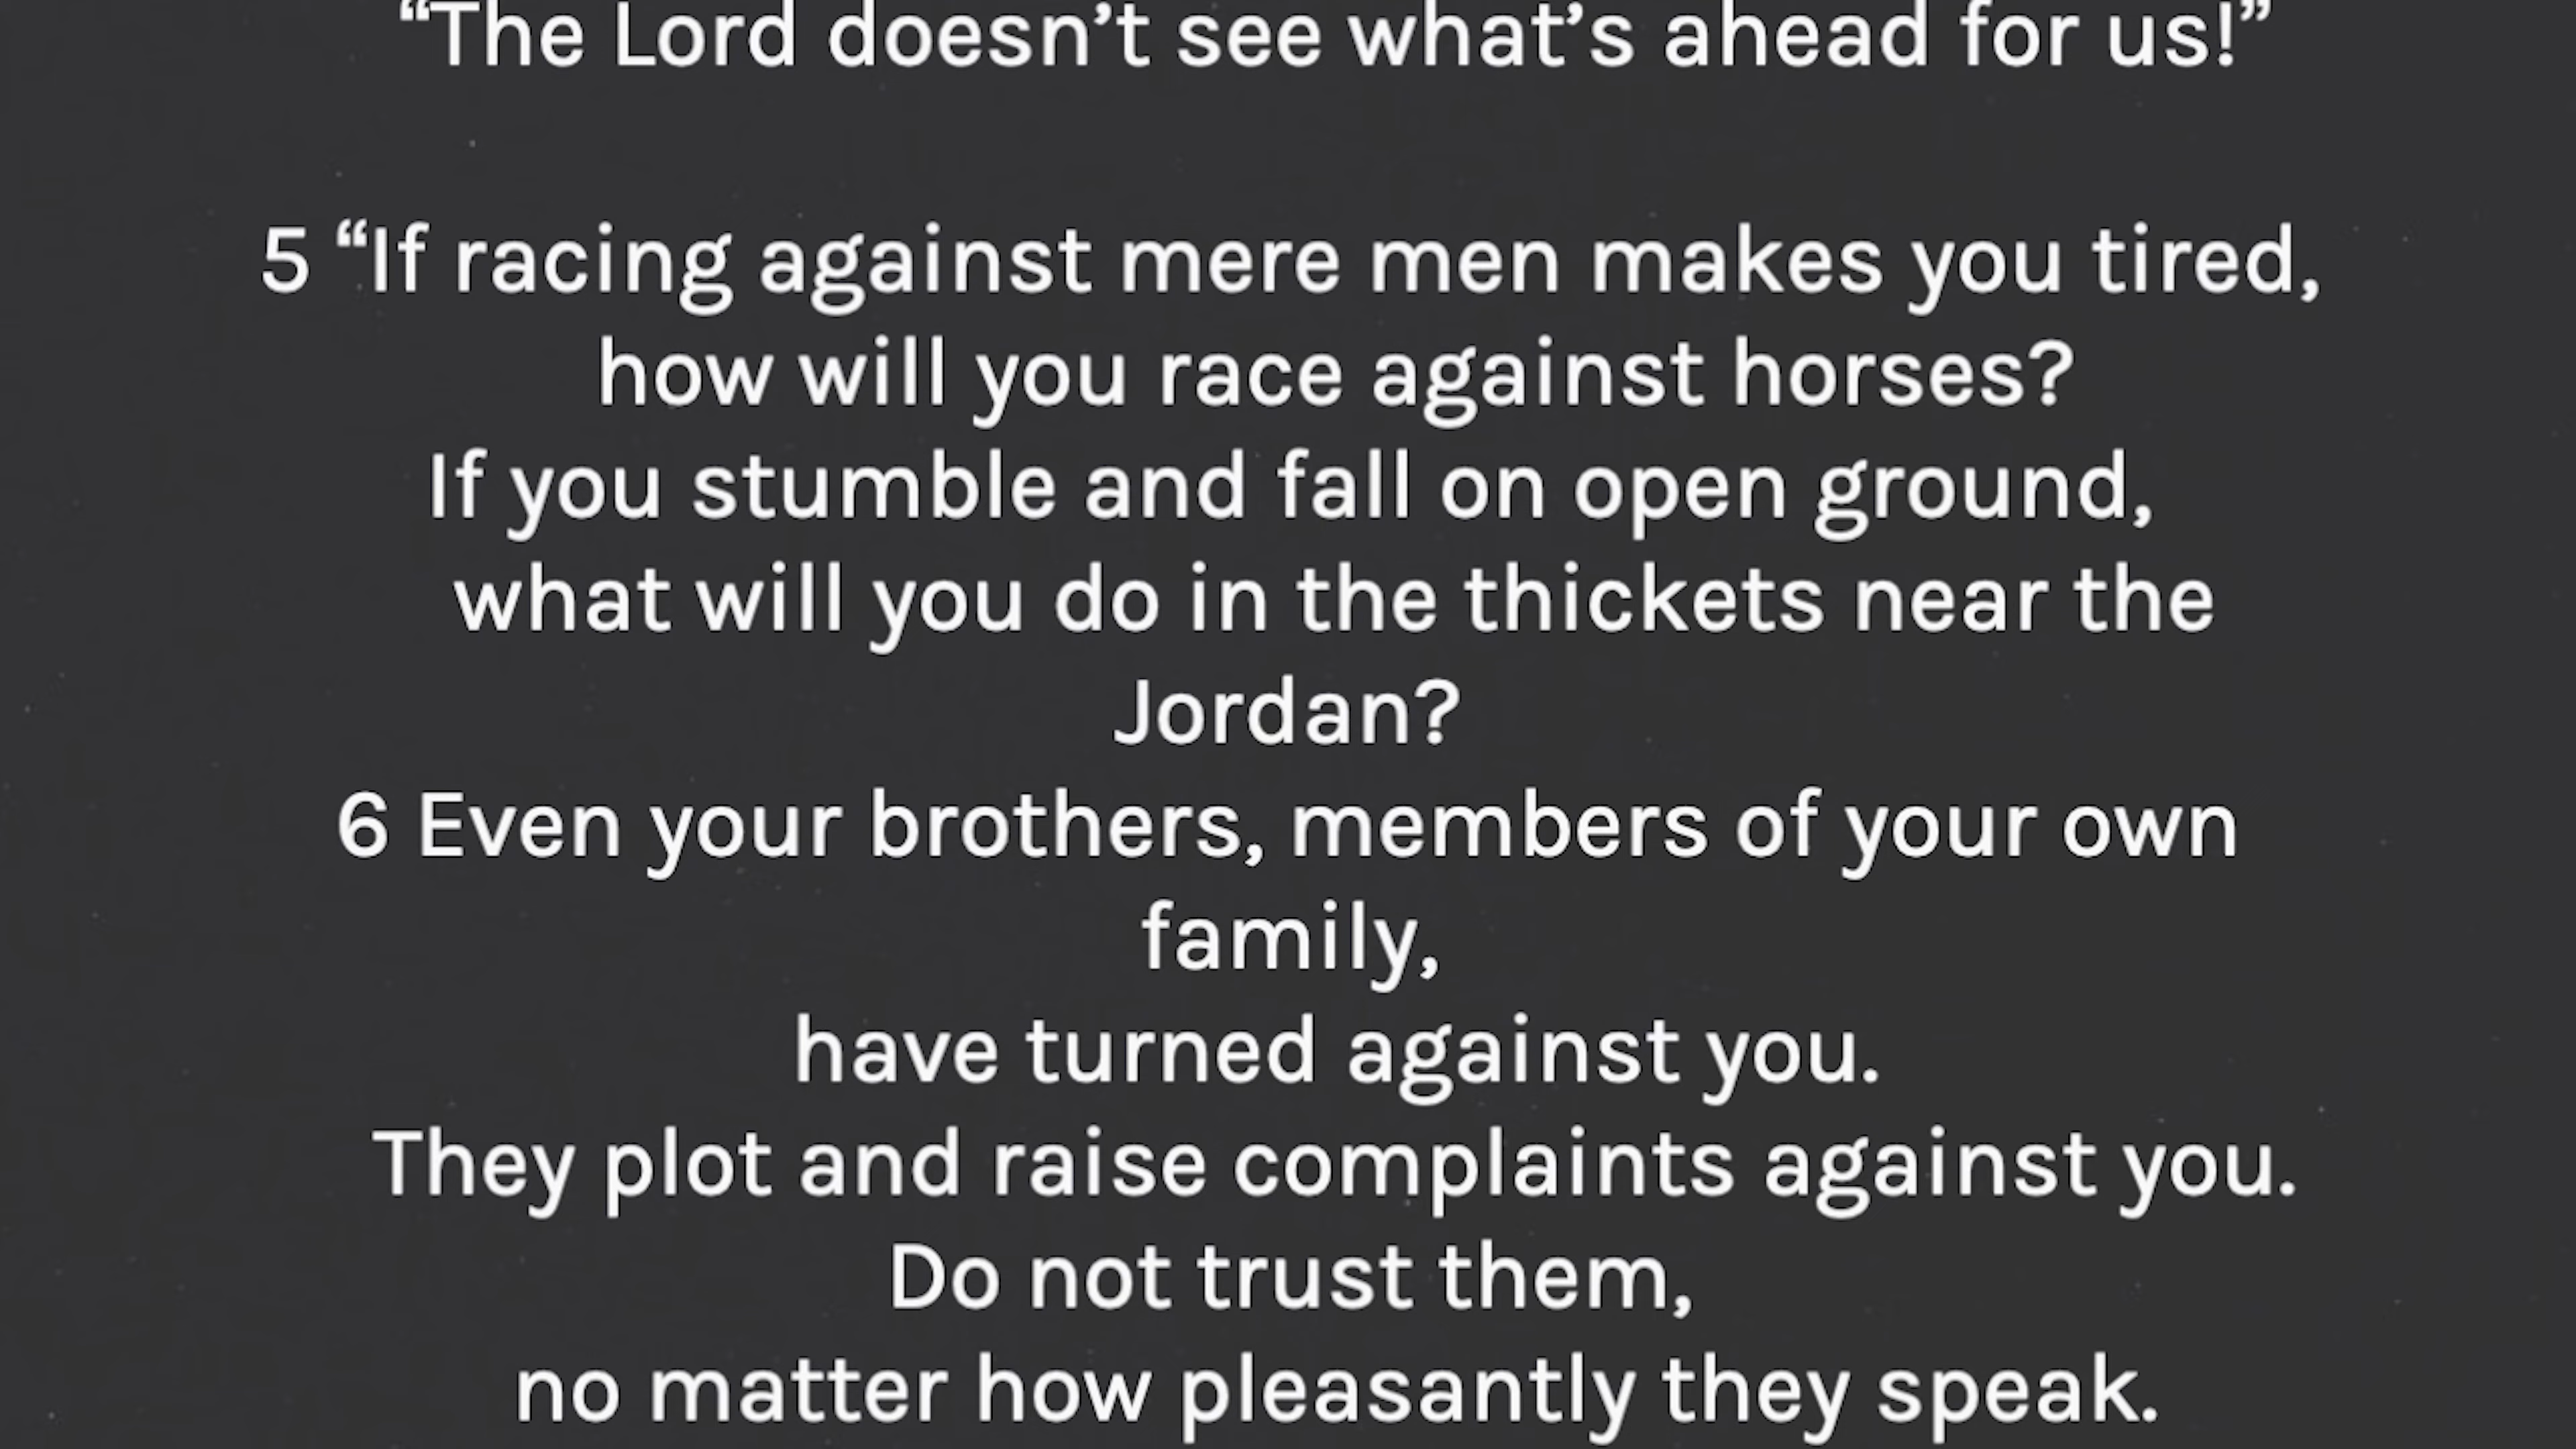 “The Lord doesn’t see what’s ahead for us!”
5 “If racing against mere men makes you tired,
how will you race against horses?
If you stumble and fall on open ground,
what will you do in the thickets near the
Jordan?
6 Even your brothers, members of your own
family,
have turned against you.
They plot and raise complaints against you.
Do not trust them,
no matter how pleasantly they speak.